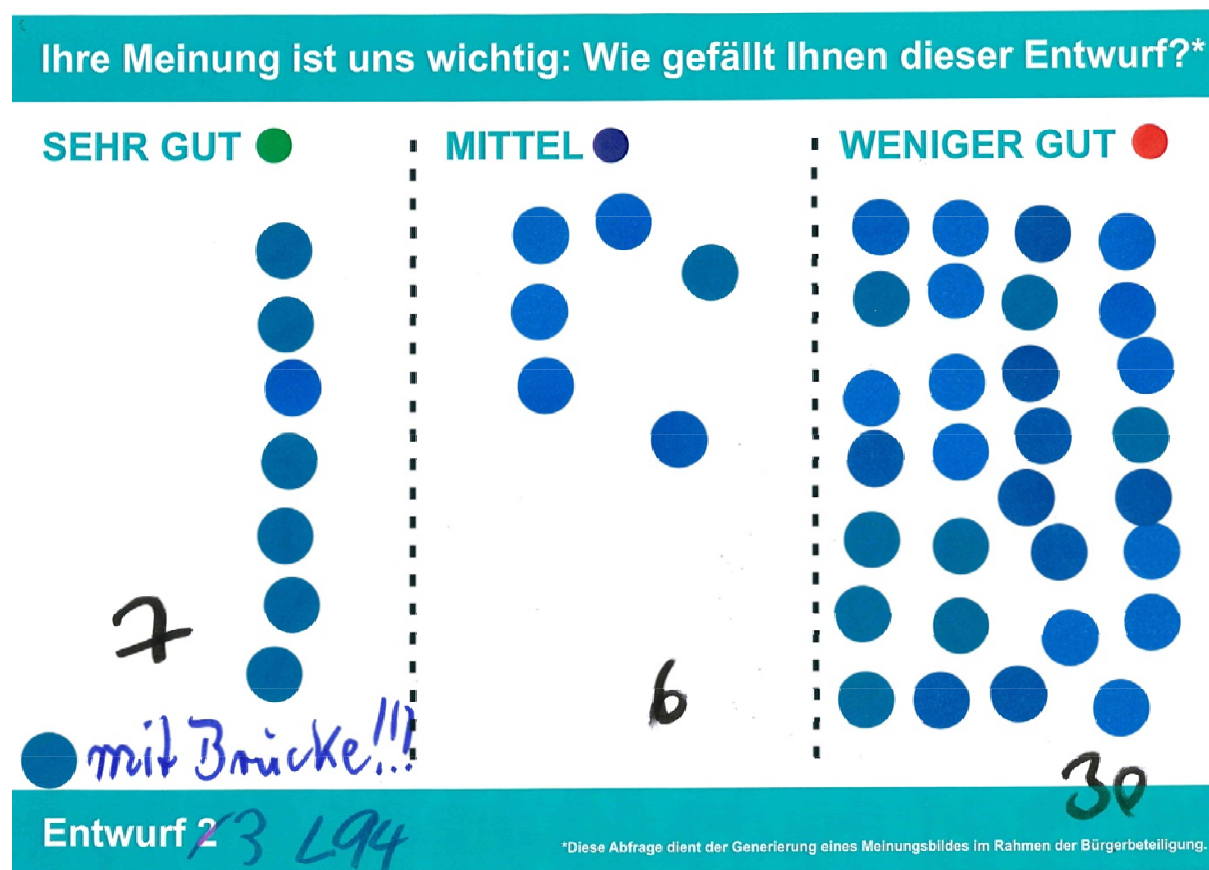 Ihre Meinung ist uns wichtig: Wie gefällt Ihnen dieser Entwurf?*
SEHR GUT
MITTEL
WENIGER GUT
7
6
mit Brücke!!!
30
Entwurf 2/3 L94
*Diese Abfrage dient der Generierung eines Meinungsbildes im Rahmen der Bürgerbeteiligung.